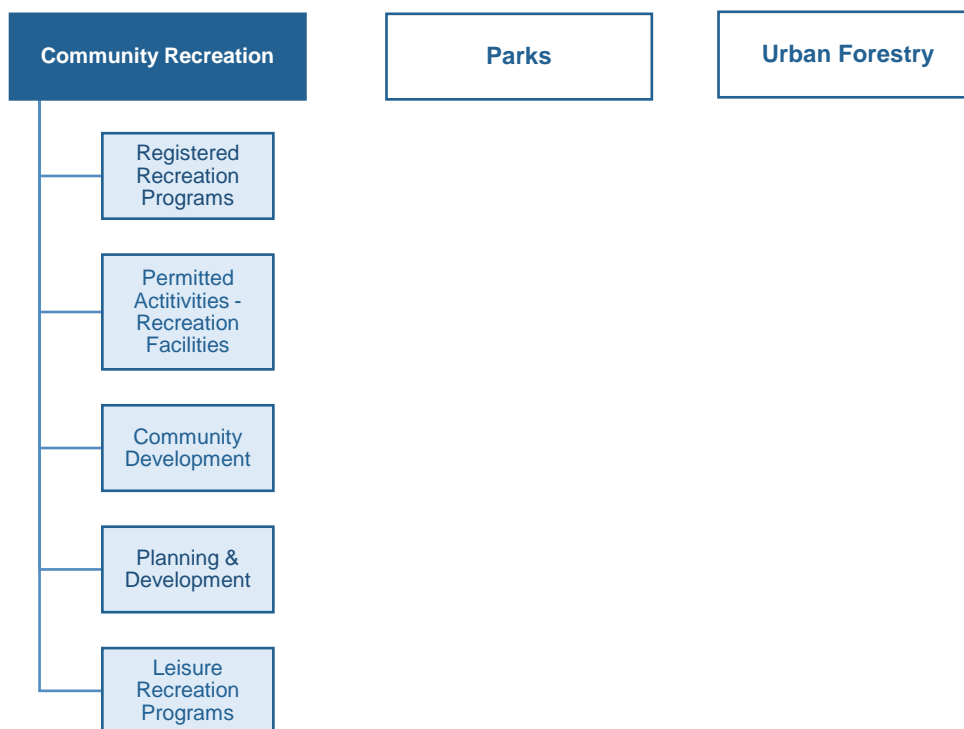 Community Recreation
Parks
Urban Forestry
Registered
Recreation
Programs
Permitted
Actitivities -
Recreation
Facilities
Community
Development
Planning &
Development
Leisure
Recreation
Programs